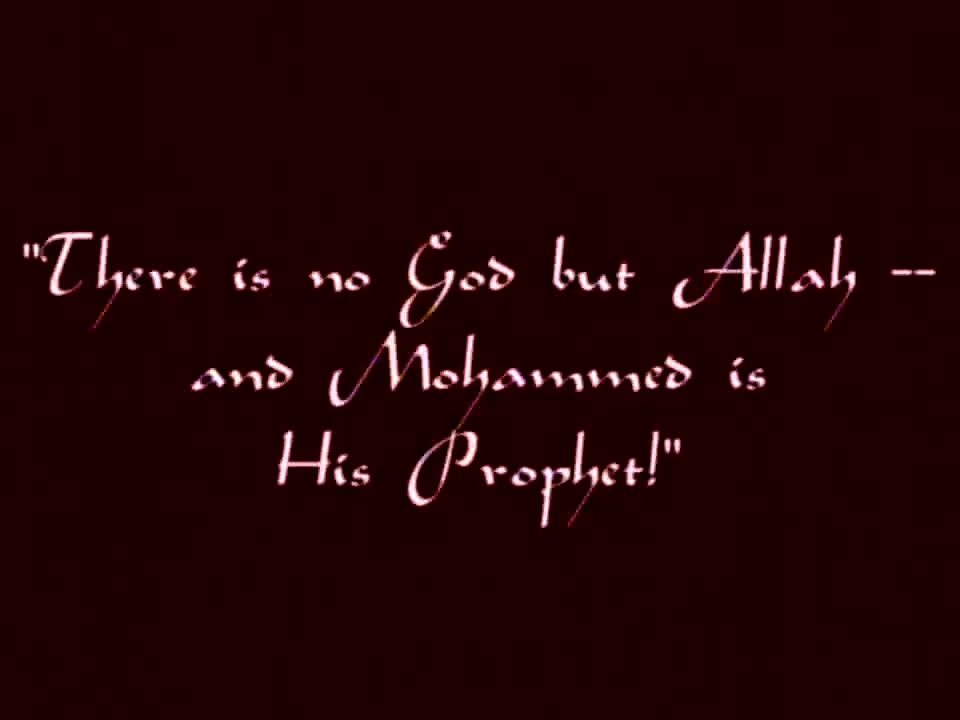 "There is no God but Allah --
and Mohammed is
His Prophet!"